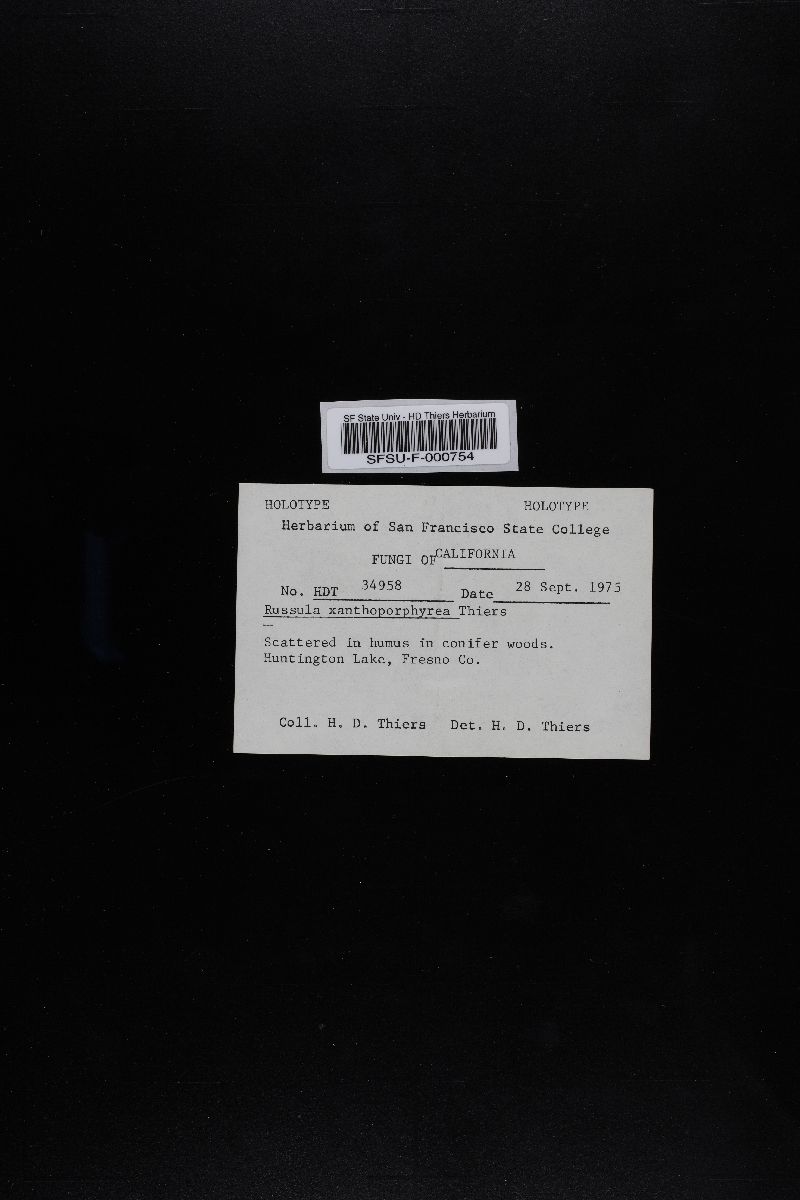 SF State Univ - HD Thiers Herbarium
SFSU-F-000754
HOLOTYPE HOLOTYPE
Herbarium of San Francisco State College
FUNGI OF CALIFORNIA
No. HDT 34958 Date 28 Sept. 1975
Russula xanthoporphyrea Thiers
Scattered in humus in conifer woods.
Huntington Lake, Fresno Co.
Coll. H. D. Thiers Det. H. D. Thiers